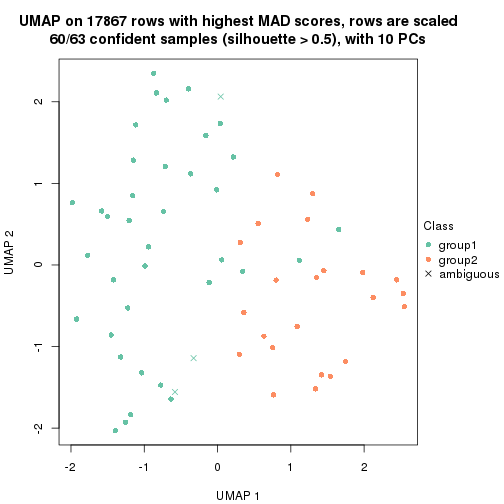 UMAP on 17867 rows with highest MAD scores, rows are scaled
60/63 confident samples (silhouette > 0.5), with 10 PCs
2
1
0
-1
-2
UMAP 2
-2
-1
0
1
2
UMAP 1
Class
group1
group2
ambiguous